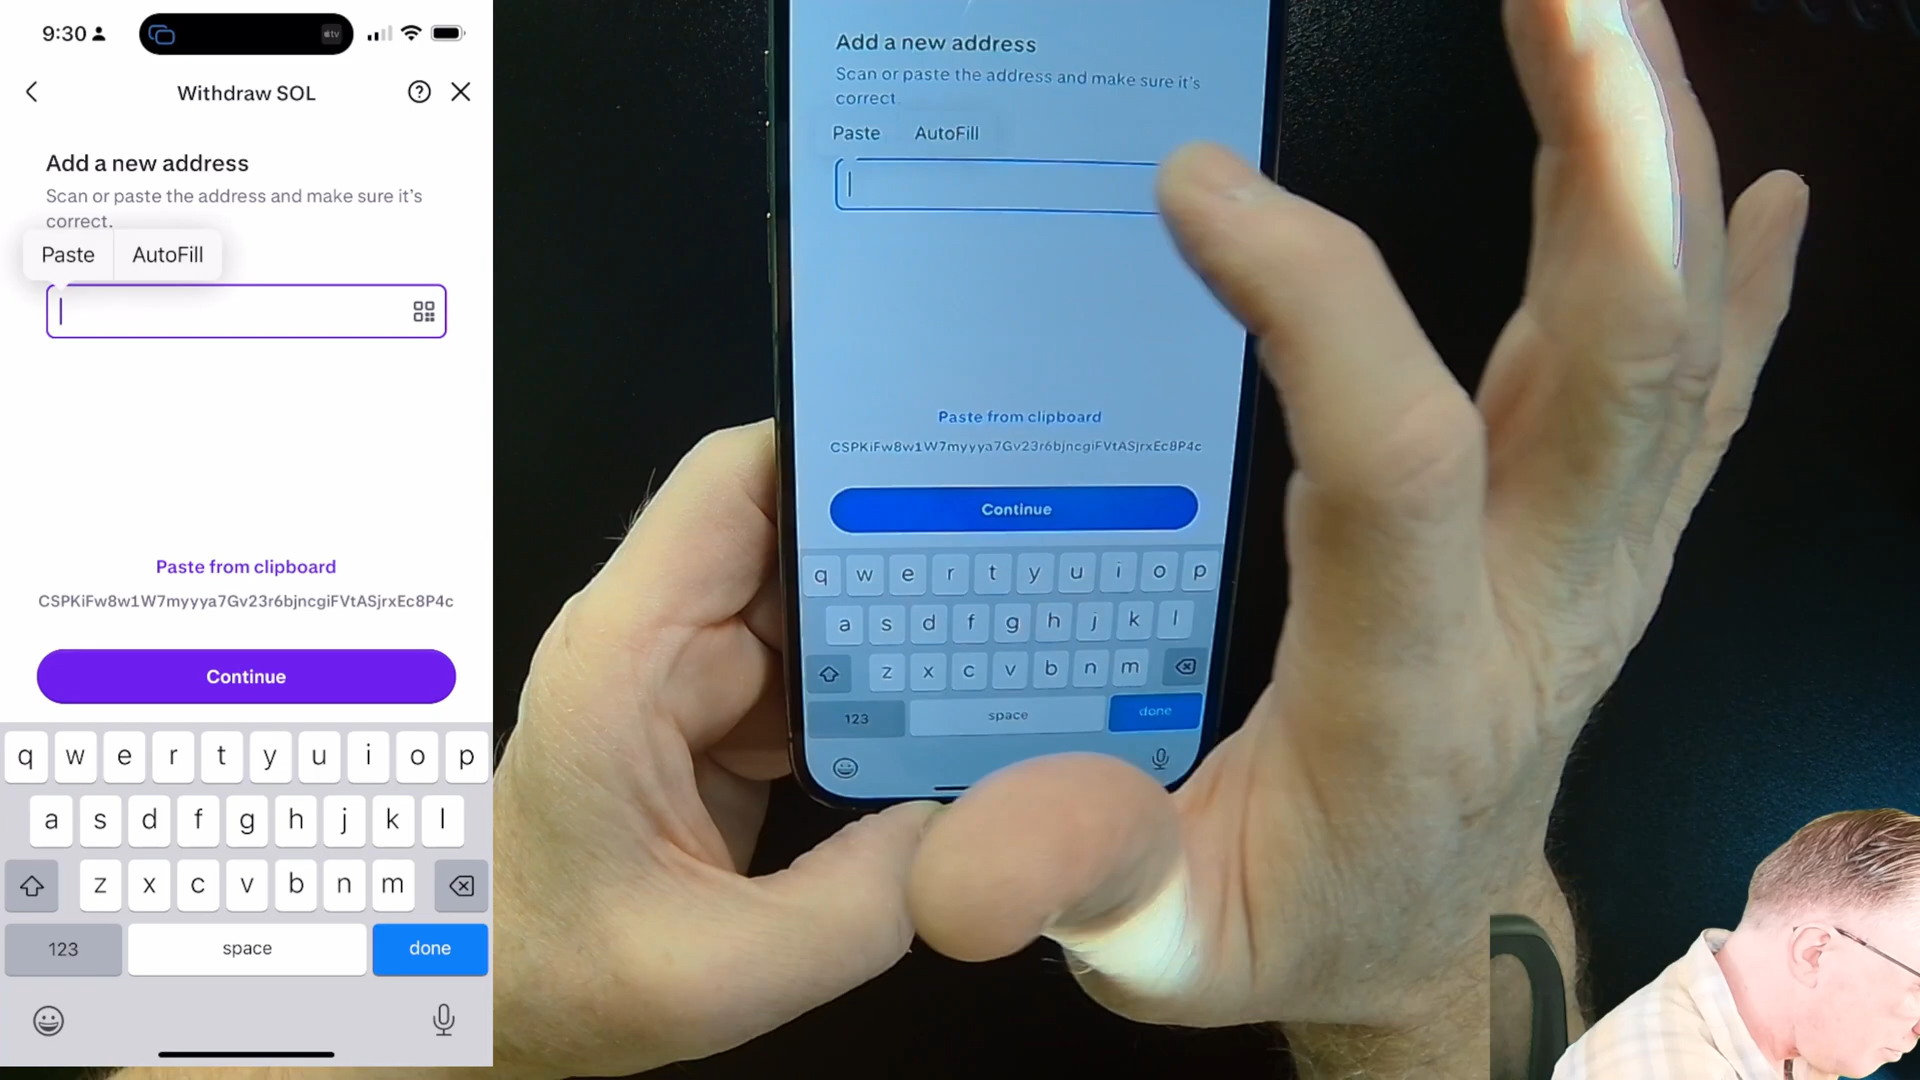 9:30
tv
Withdraw SOL
Add a new address
Scan or paste the address and make sure it's
correct.
Paste AutoFill
Paste from clipboard
CSPKiFw8w1W7myyya7Gv23r6bjncgiFVtASjrxEc8P4c
Continue
q w e r t y u i o p
a s d f g h j k l
z x c v b n m
123 space done
Add a new address
Scan or paste the address and make sure it's
correct.
Paste AutoFill
Paste from clipboard
CSPKiFw8w1W7myyya7Gv23r6bjncgiFVtASjrxEc8P4c
Continue
q w e r t y u i o p
a s d f g h j k l
z x c v b n m
123 space done